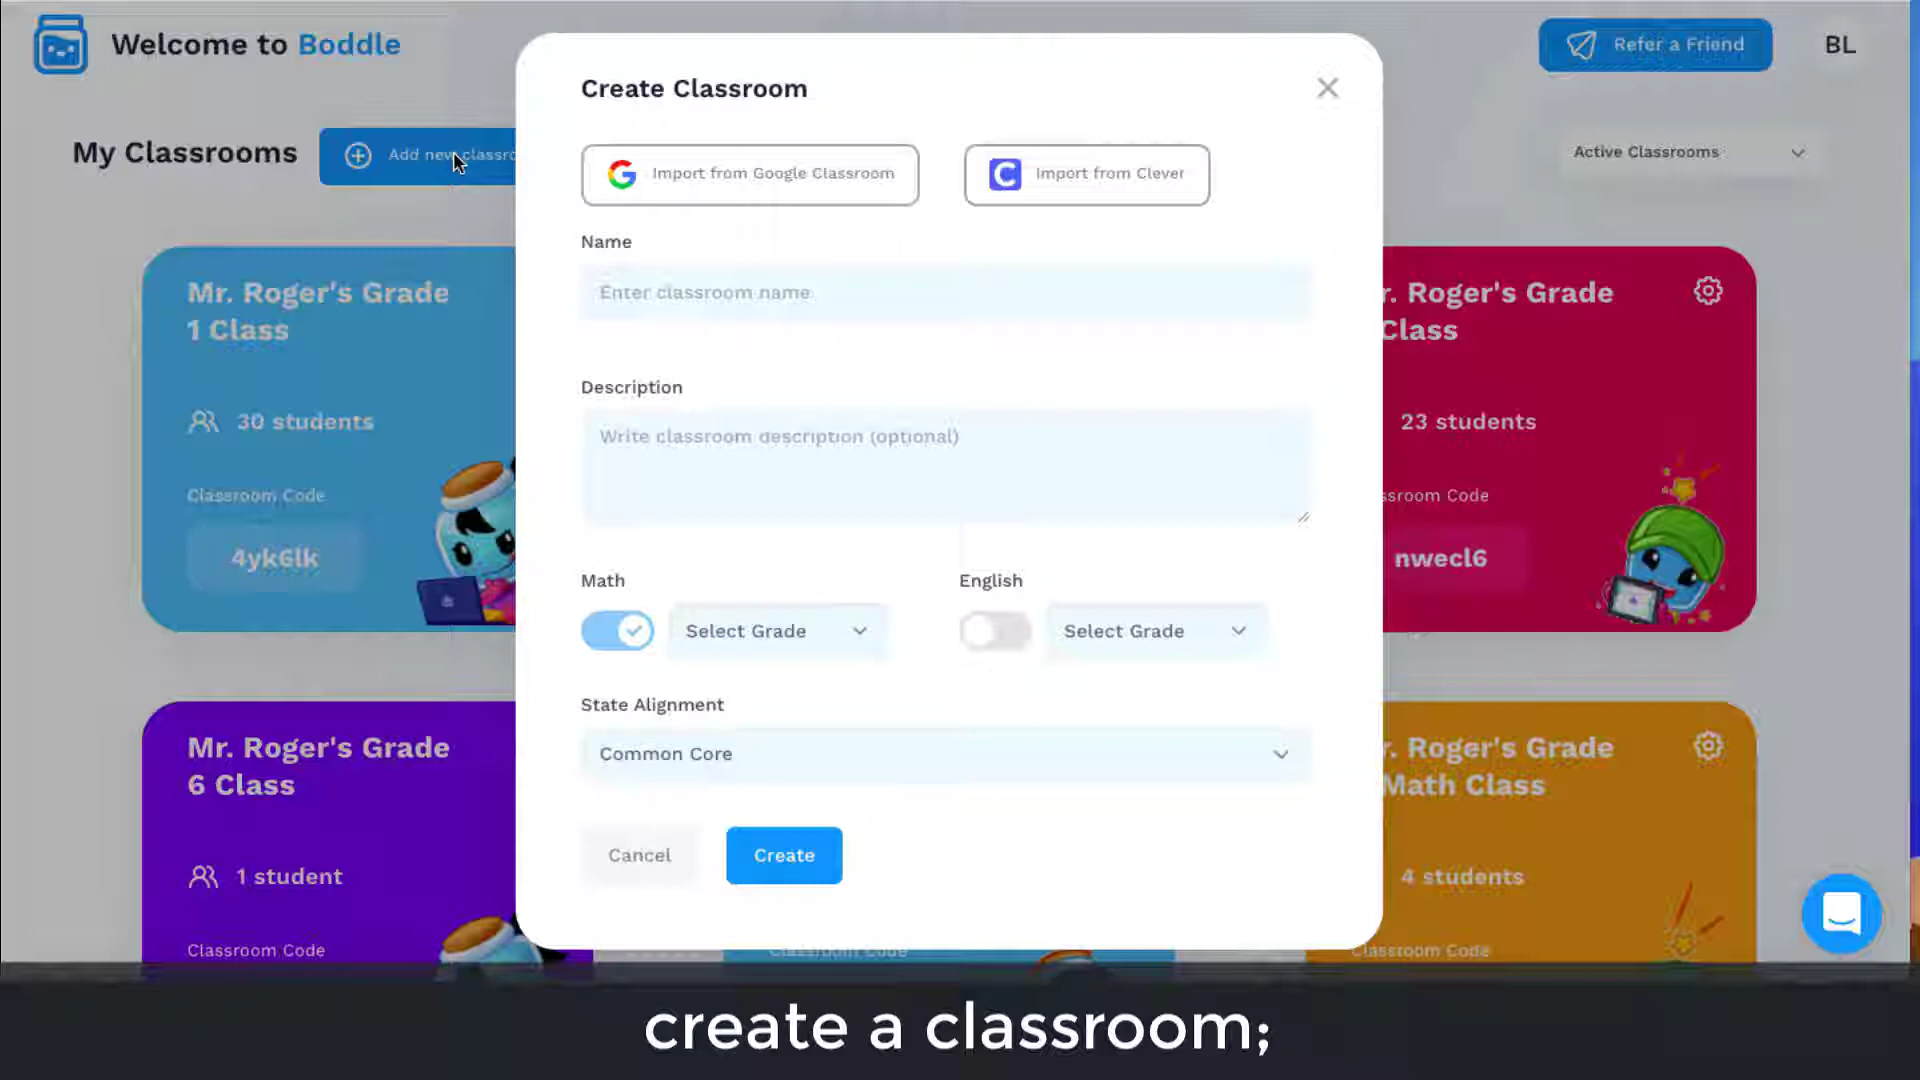 Welcome to Boddle
Refer a Friend
BL
My Classrooms
Add new classro
Active Classrooms
Create Classroom
Import from Google Classroom
Import from Clever
Name
Enter classroom name
Description
Write classroom description (optional)
Math
English
Select Grade
Select Grade
State Alignment
Common Core
Cancel
Create
Mr. Roger's Grade
1 Class
30 students
Classroom Code
4yk6lk
r. Roger's Grade
Class
23 students
ssroom Code
nwecl6
Mr. Roger's Grade
6 Class
1 student
Classroom Code
Classroom Code
r. Roger's Grade
Math Class
4 students
Classroom Code
create a classroom;